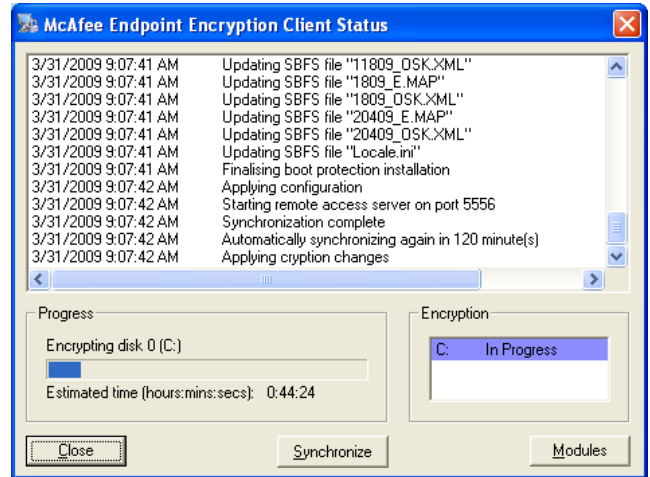 McAfee Endpoint Encryption Client Status
3/31/2009 9:07:41 AM Updating SBFS file "11809_OSK.XML"
3/31/2009 9:07:41 AM Updating SBFS file "1809_E.MAP"
3/31/2009 9:07:41 AM Updating SBFS file "1809_OSK.XML"
3/31/2009 9:07:41 AM Updating SBFS file "20409_E.MAP"
3/31/2009 9:07:41 AM Updating SBFS file "20409_OSK.XML"
3/31/2009 9:07:41 AM Updating SBFS file "Locale.ini"
3/31/2009 9:07:41 AM Finalising boot protection installation
3/31/2009 9:07:42 AM Applying configuration
3/31/2009 9:07:42 AM Starting remote access server on port 5556
3/31/2009 9:07:42 AM Synchronization complete
3/31/2009 9:07:42 AM Automatically synchronizing again in 120 minute(s)
3/31/2009 9:07:42 AM Applying cryption changes
Progress
Encrypting disk 0 (C:)
Estimated time (hours:mins:secs): 0:44:24
Encryption
C: In Progress
Close
Synchronize
Modules